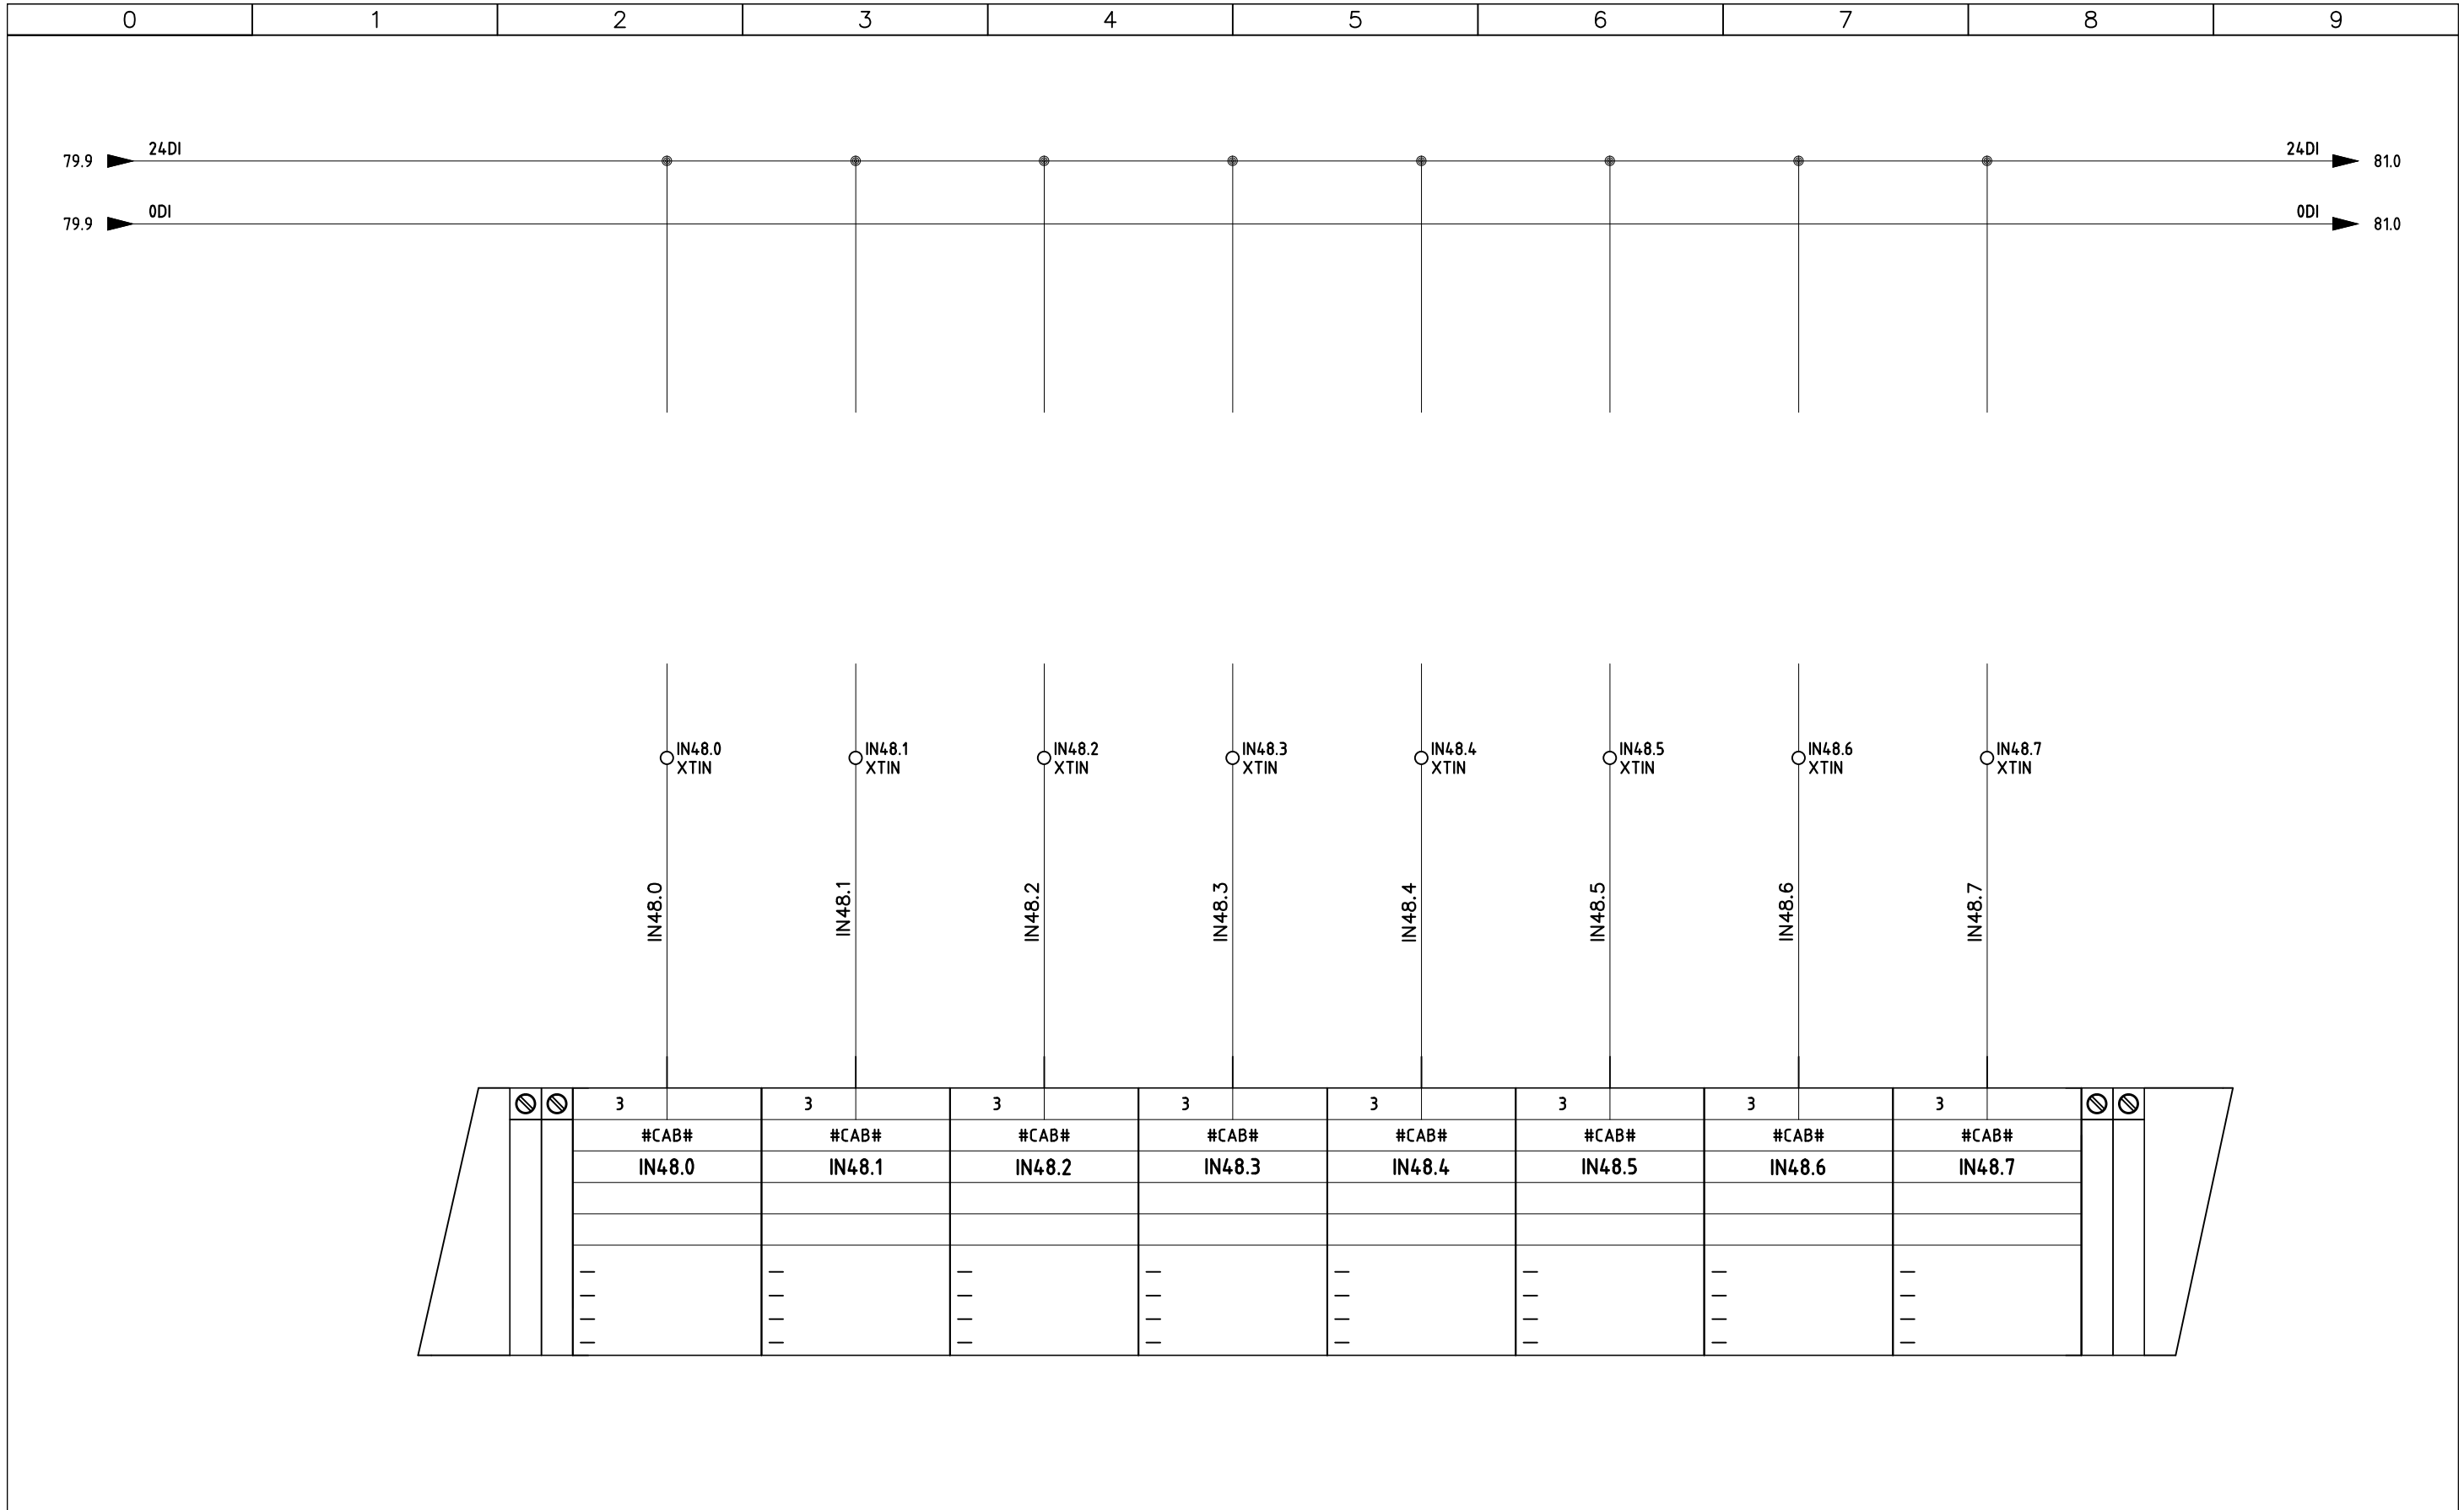 0 1 2 3 4 5 6 7 8 9
24DI 24DI
79.9 81.0
0DI 0DI
79.9 81.0
IN48.0 IN48.1 IN48.2 IN48.3 IN48.4 IN48.5 IN48.6 IN48.7
XTIN XTIN XTIN XTIN XTIN XTIN XTIN XTIN
IN48.0 IN48.1 IN48.2 IN48.3 IN48.4 IN48.5 IN48.6 IN48.7
3 3 3 3 3 3 3 3
#CAB# #CAB# #CAB# #CAB# #CAB# #CAB# #CAB# #CAB#
IN48.0 IN48.1 IN48.2 IN48.3 IN48.4 IN48.5 IN48.6 IN48.7